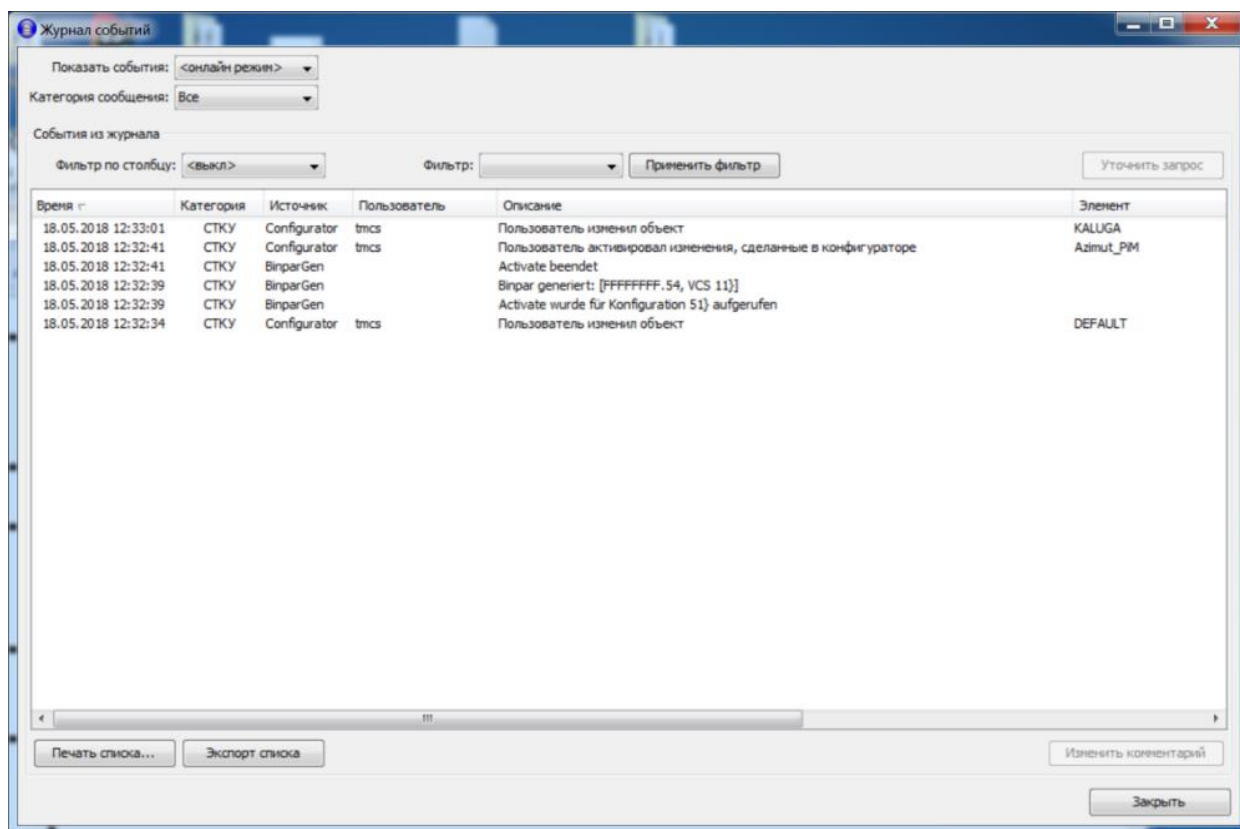 Журнал событий
Показать события: <онлайн режим>
Категория сообщения: Все
События из журнала
Фильтр по столбцу: <выкл> Фильтр: Применить фильтр Уточнить запрос
Время Категория Источник Пользователь Описание Элемент
18.05.2018 12:33:01 СТКУ Configurator tmcs Пользователь изменил объект KALUGA
18.05.2018 12:32:41 СТКУ Configurator tmcs Пользователь активировал изменения, сделанные в конфигураторе Azimut_PiM
18.05.2018 12:32:41 СТКУ BinparGen Activate beendet
18.05.2018 12:32:39 СТКУ BinparGen Binpar generiert: [FFFFFFFF.54, VCS 11}]
18.05.2018 12:32:39 СТКУ BinparGen Activate wurde für Konfiguration 51} aufgerufen
18.05.2018 12:32:34 СТКУ Configurator tmcs Пользователь изменил объект DEFAULT
Печать списка... Экспорт списка Изменить комментарий
Закрыть